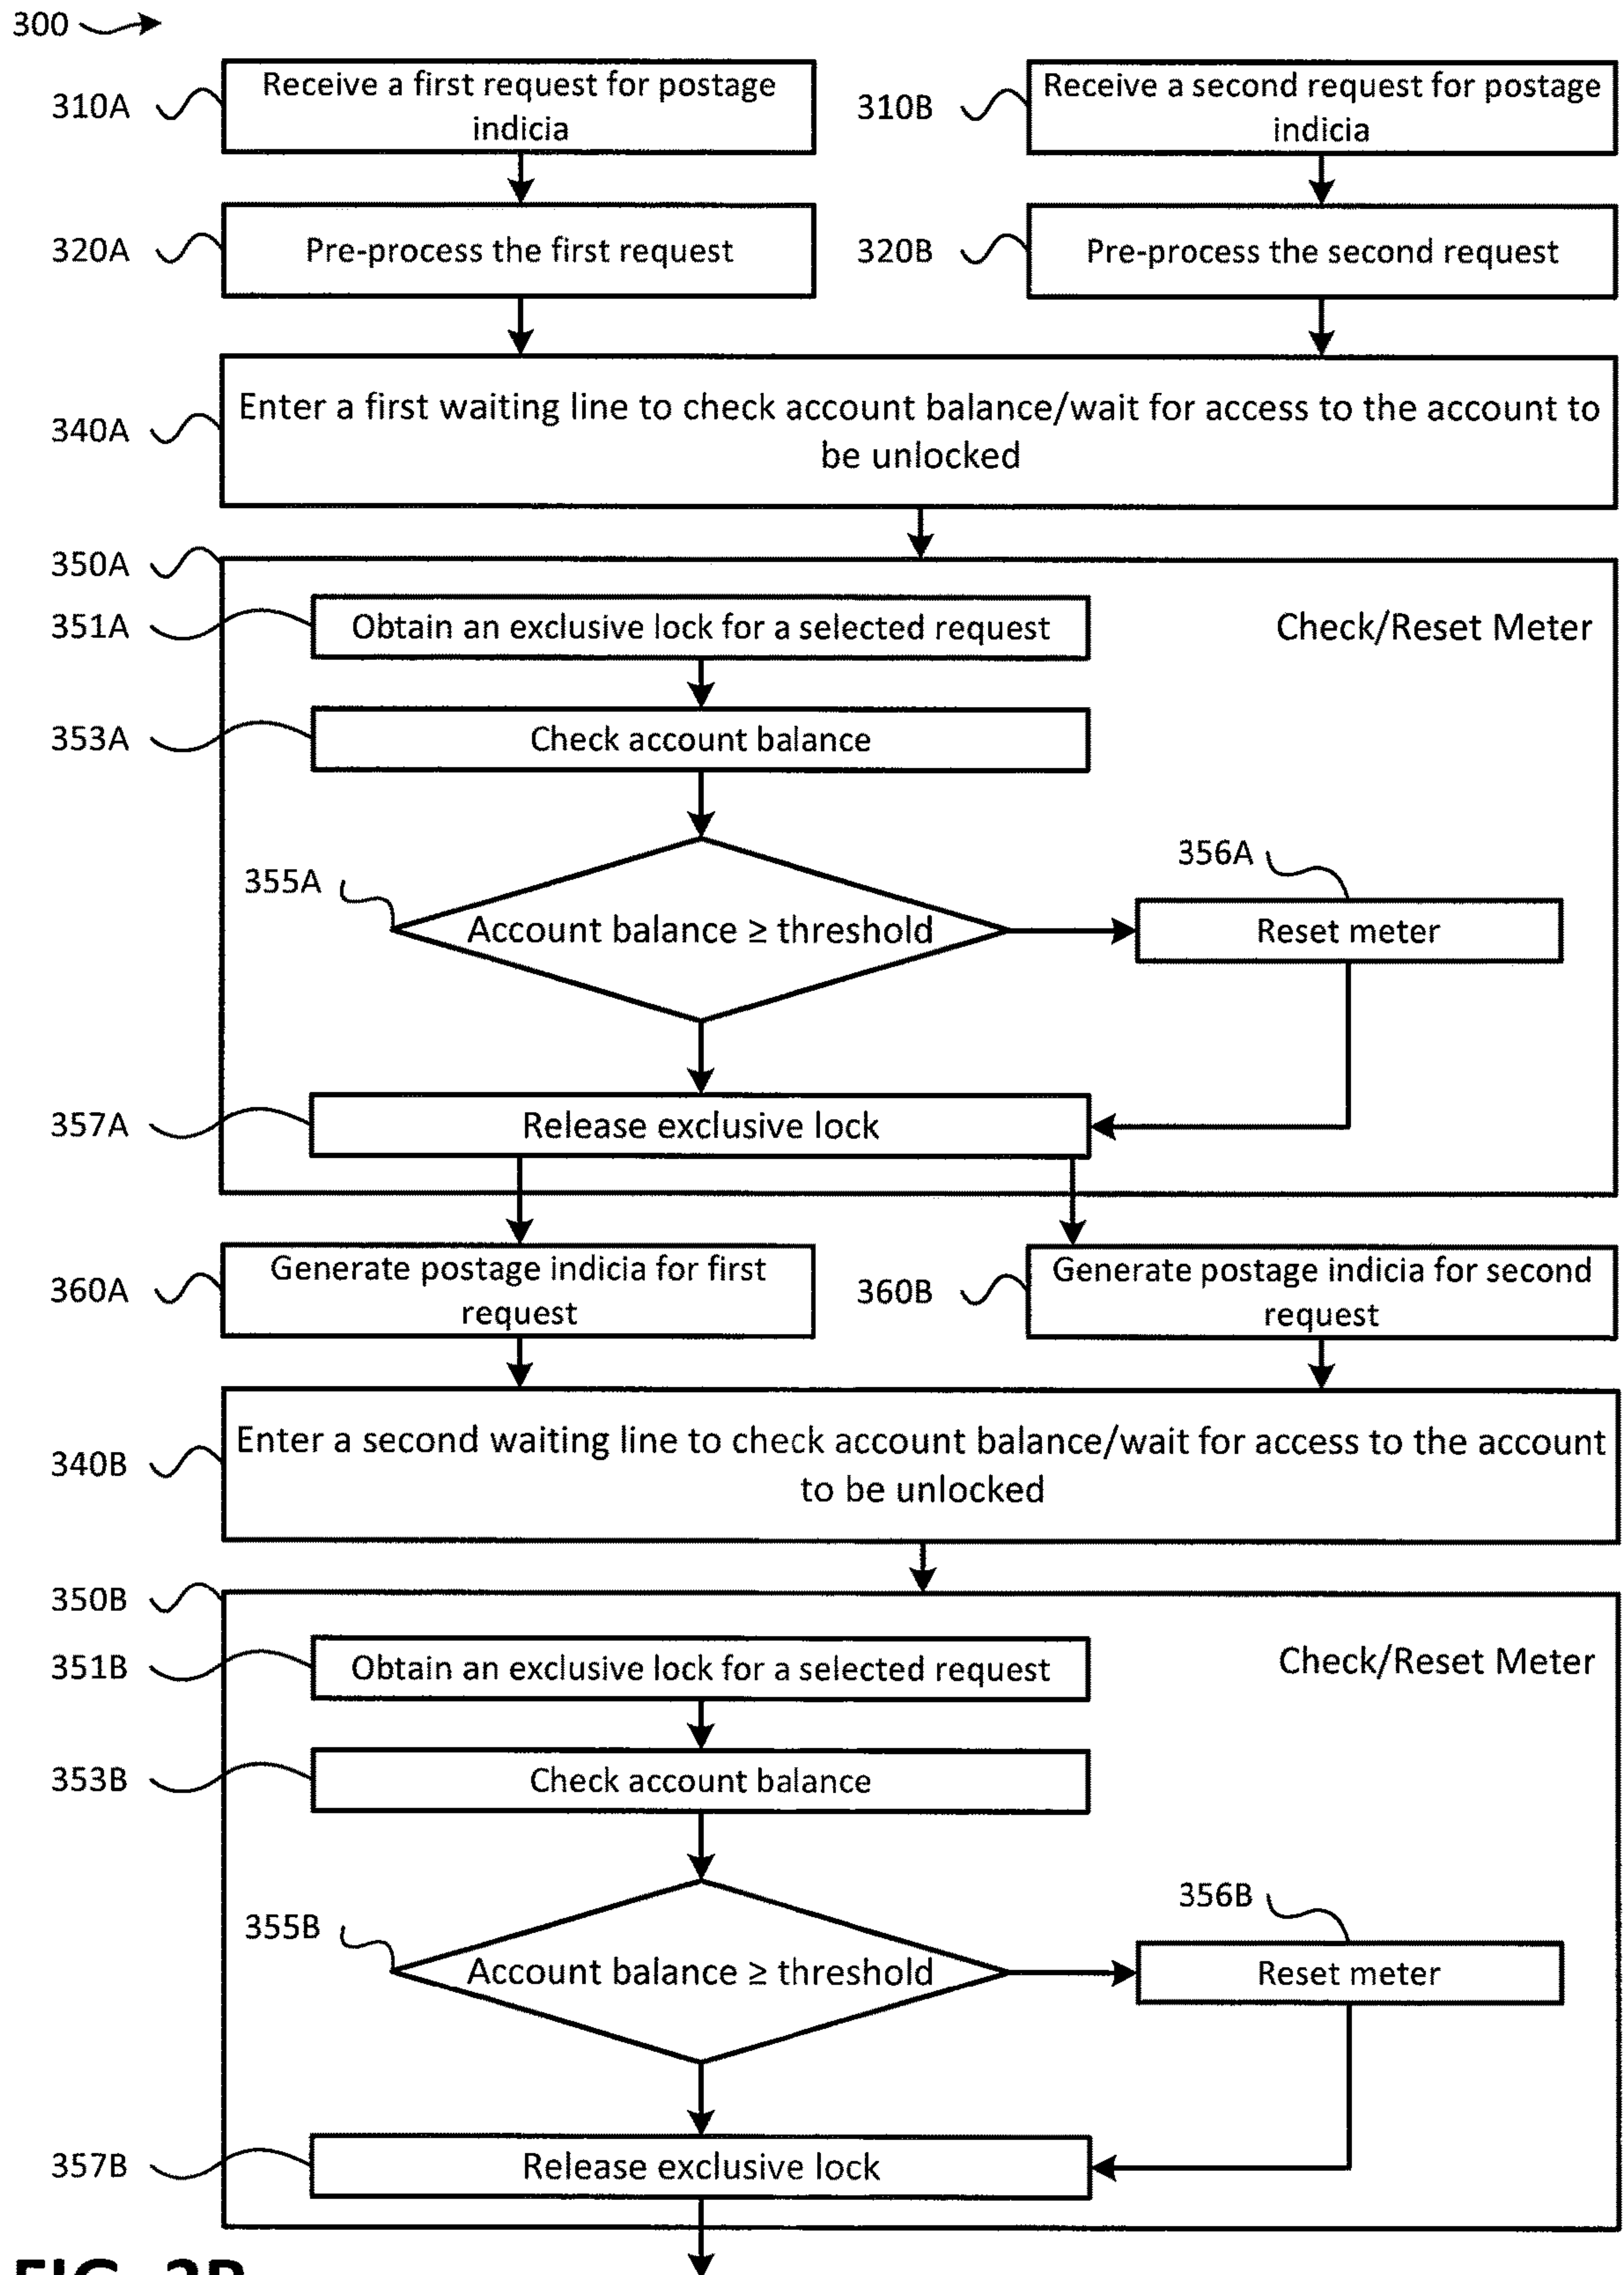 300
310A
Receive a first request for postage
indicia
310B
Receive a second request for postage
indicia
320A
Pre-process the first request
320B
Pre-process the second request
340A
Enter a first waiting line to check account balance/wait for access to the account to
be unlocked
350A
351A
Obtain an exclusive lock for a selected request
Check/Reset Meter
353A
Check account balance
355A
Account balance ≥ threshold
356A
Reset meter
357A
Release exclusive lock
360A
Generate postage indicia for first
request
360B
Generate postage indicia for second
request
340B
Enter a second waiting line to check account balance/wait for access to the account
to be unlocked
350B
351B
Obtain an exclusive lock for a selected request
Check/Reset Meter
353B
Check account balance
355B
Account balance ≥ threshold
356B
Reset meter
357B
Release exclusive lock